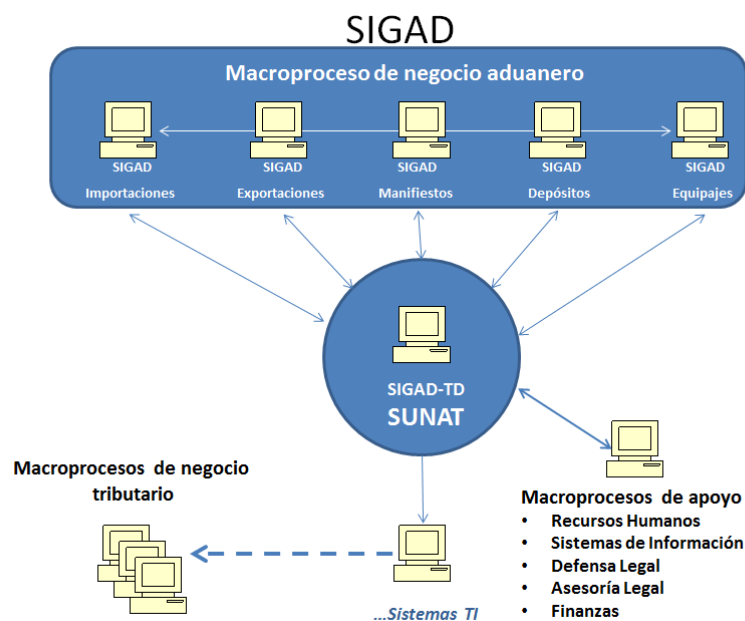 SIGAD
Macroproceso de negocio aduanero
SIGAD SIGAD SIGAD SIGAD SIGAD
Importaciones Exportaciones Manifiestos Depósitos Equipajes
SIGAD-TD
SUNAT
Macroprocesos de negocio
tributario
Macroprocesos de apoyo
• Recursos Humanos
• Sistemas de Información
• Defensa Legal
• Asesoría Legal
• Finanzas
...Sistemas TI